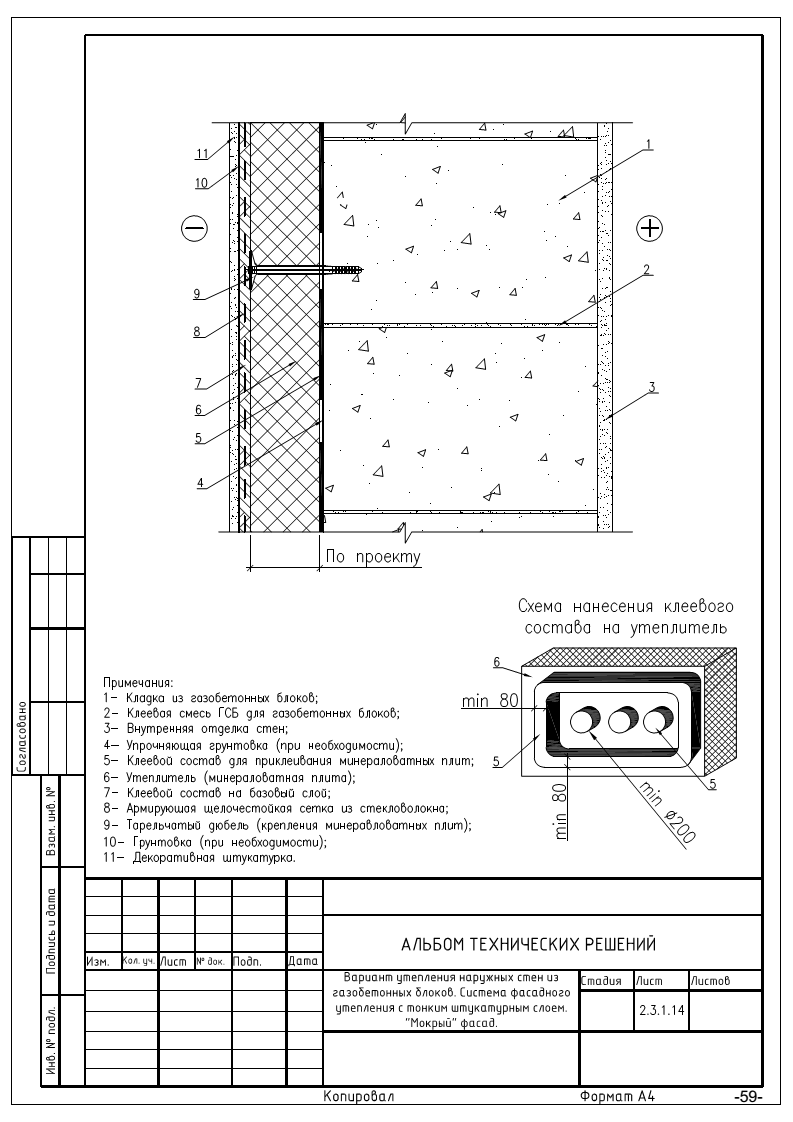 11
10
9
8
7
6
5
4
1
2
3
По проекту
Схема нанесения клеевого
состава на утеплитель
6
min 80
5
min 80
min ø200
5
Примечания:
1– Кладка из газобетонных блоков;
2– Клеевая смесь ГСБ для газобетонных блоков;
3– Внутренняя отделка стен;
4– Упрочняющая грунтовка (при необходимости);
5– Клеевой состав для приклеивания минераловатных плит;
6– Утеплитель (минераловатная плита);
7– Клеевой состав на базовый слой;
8– Армирующая щелочестойкая сетка из стекловолокна;
9– Тарельчатый дюбель (крепления минеравловатных плит);
10– Грунтовка (при необходимости);
11– Декоративная штукатурка.
Согласовано
Взам. инв. №
Подпись и дата
Инв. № подл.
Изм. Кол. уч. Лист № док. Подп. Дата
АЛЬБОМ ТЕХНИЧЕСКИХ РЕШЕНИЙ
Вариант утепления наружных стен из
газобетонных блоков. Система фасадного
утепления с тонким штукатурным слоем.
"Мокрый" фасад.
Стадия Лист Листов
2.3.1.14
Копировал Формат А4 -59-